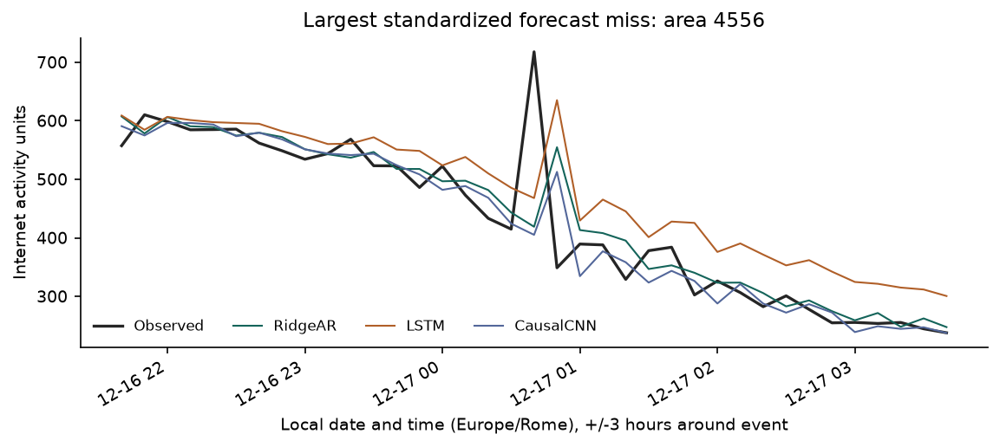 Largest standardized forecast miss: area 4556
Internet activity units
700
600
500
400
300
Observed
RidgeAR
LSTM
CausalCNN
12-16 22
12-16 23
12-17 00
12-17 01
12-17 02
12-17 03
Local date and time (Europe/Rome), +/-3 hours around event